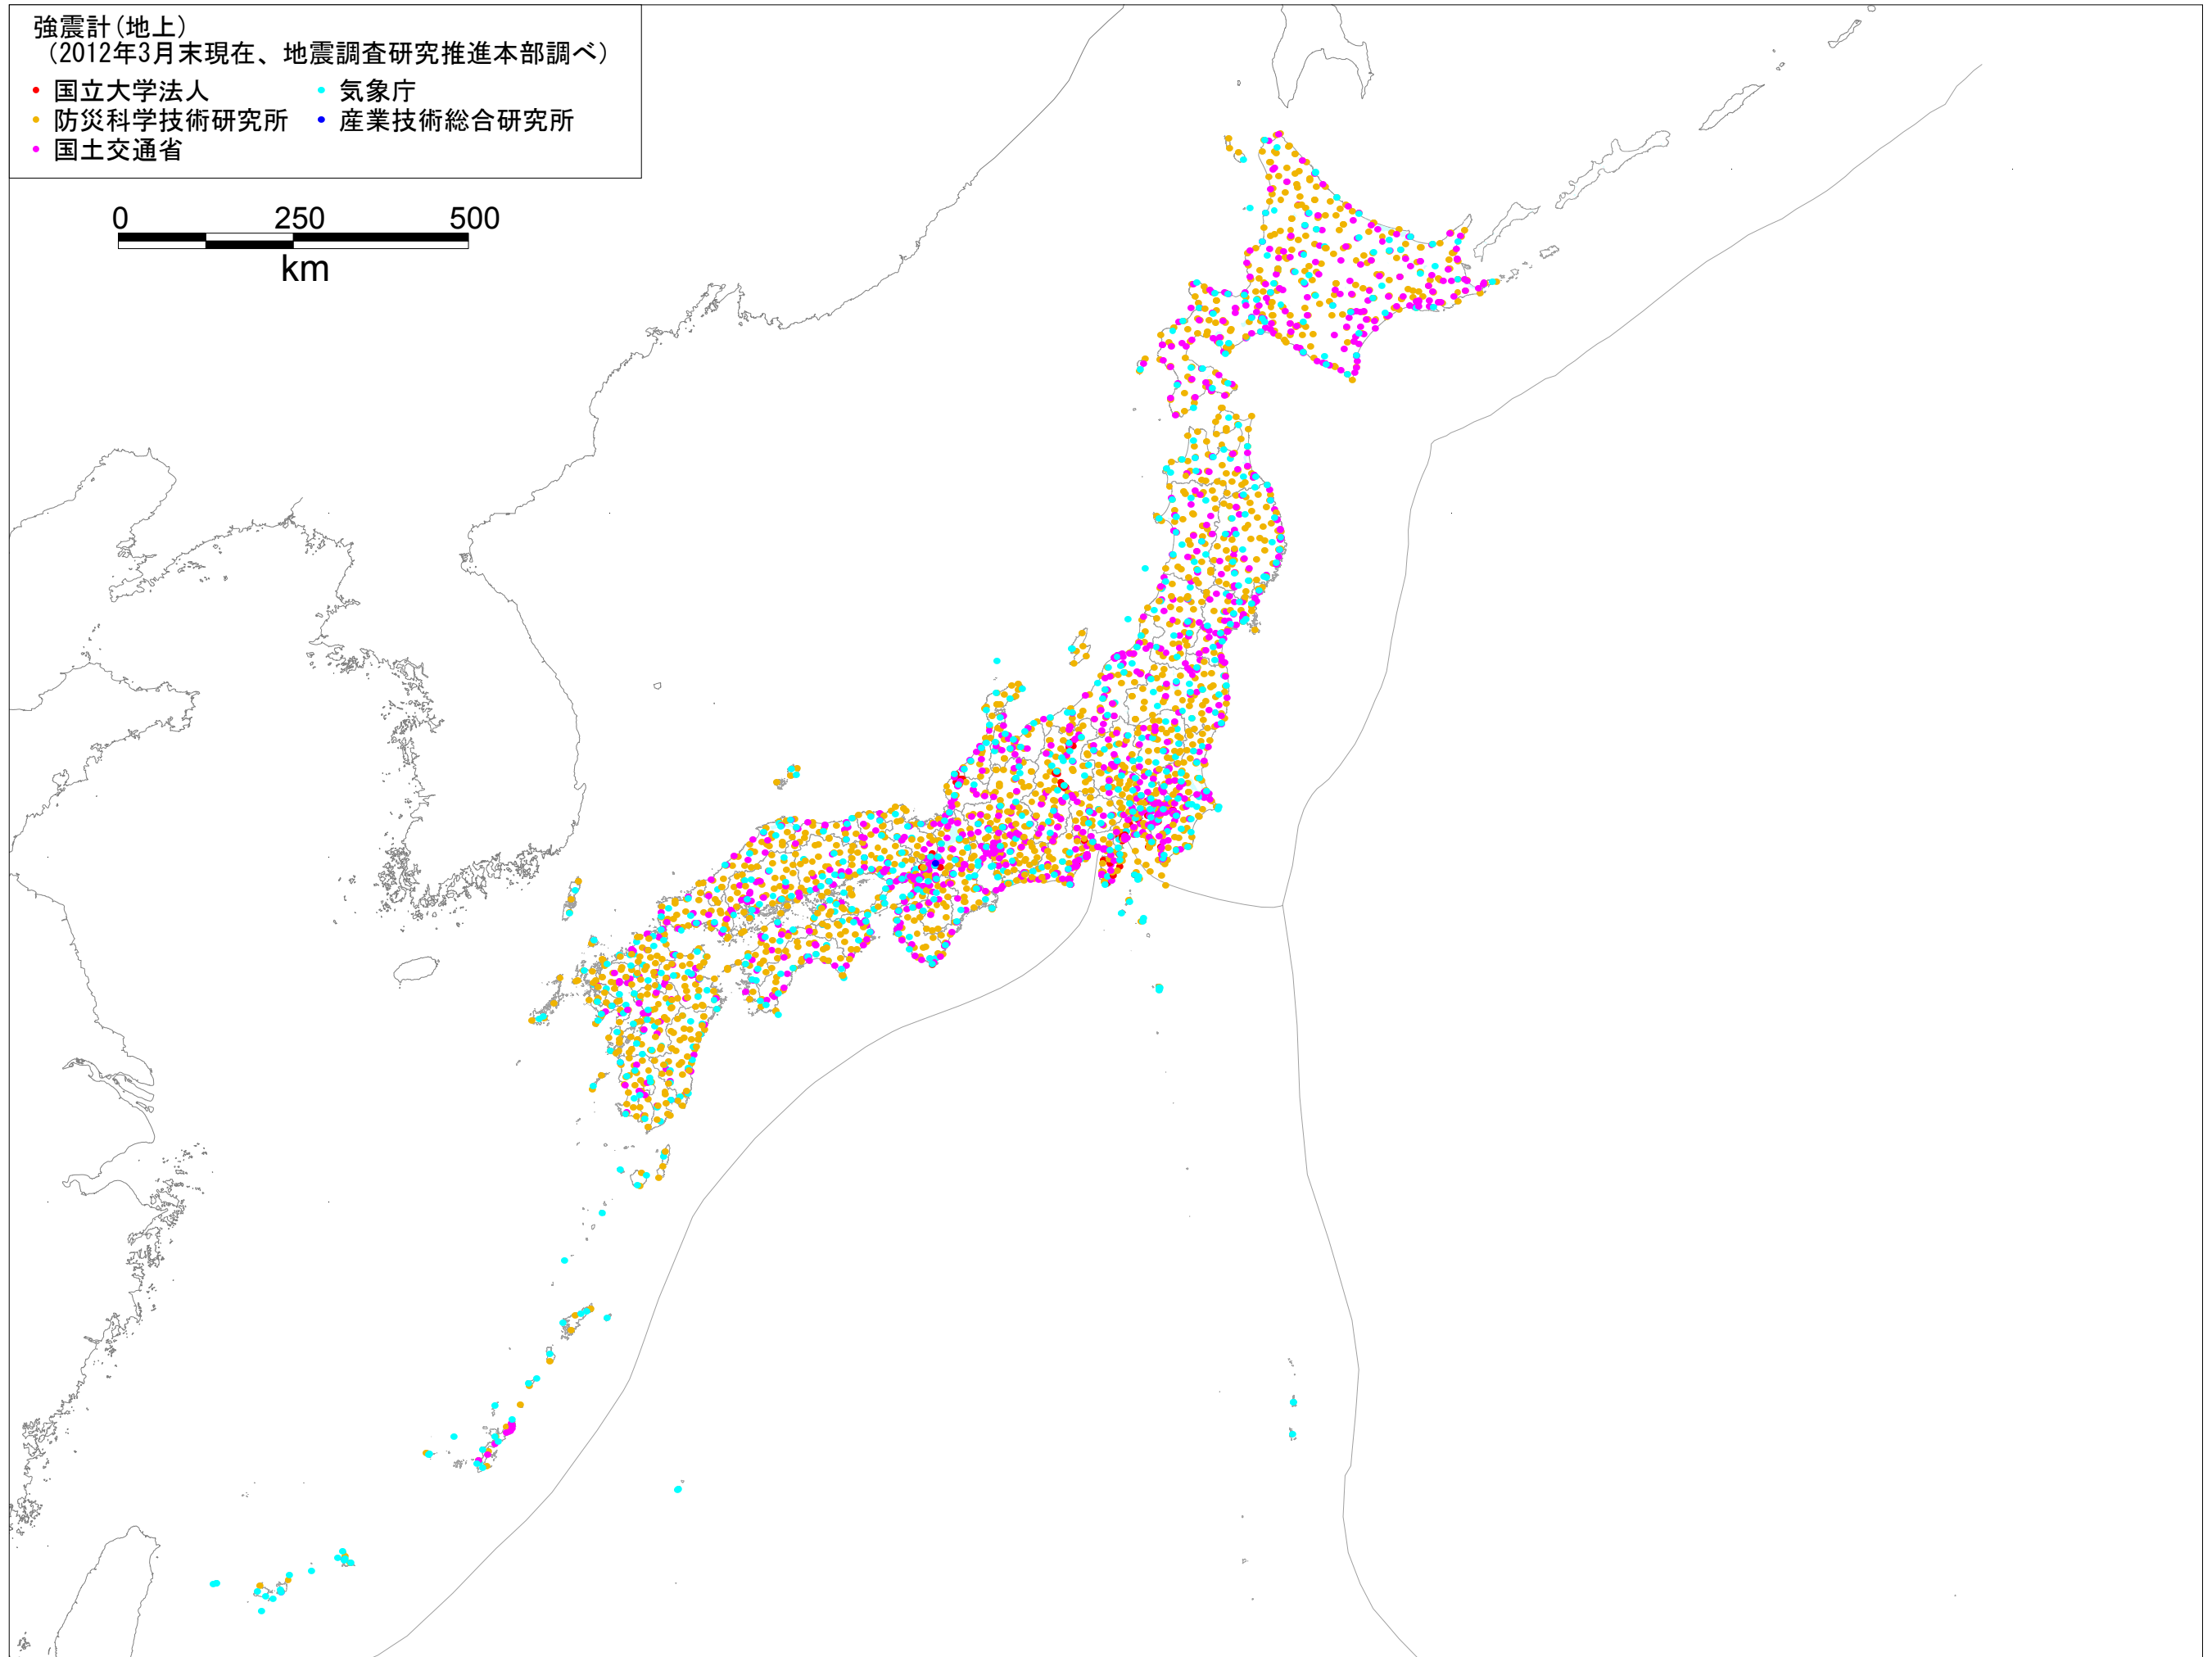 強震計(地上)
(2012年3月末現在、地震調査研究推進本部調べ)
国立大学法人 気象庁
防災科学技術研究所 産業技術総合研究所
国土交通省
0 250 500
km